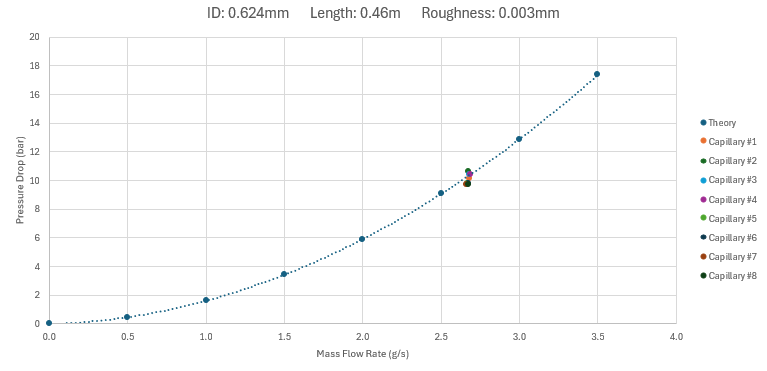 ID: 0.624mm Length: 0.46m Roughness: 0.003mm
20
18
16
14
12
10
8
6
4
2
0
Pressure Drop (bar)
0.0 0.5 1.0 1.5 2.0 2.5 3.0 3.5 4.0
Mass Flow Rate (g/s)
Theory
Capillary #1
Capillary #2
Capillary #3
Capillary #4
Capillary #5
Capillary #6
Capillary #7
Capillary #8